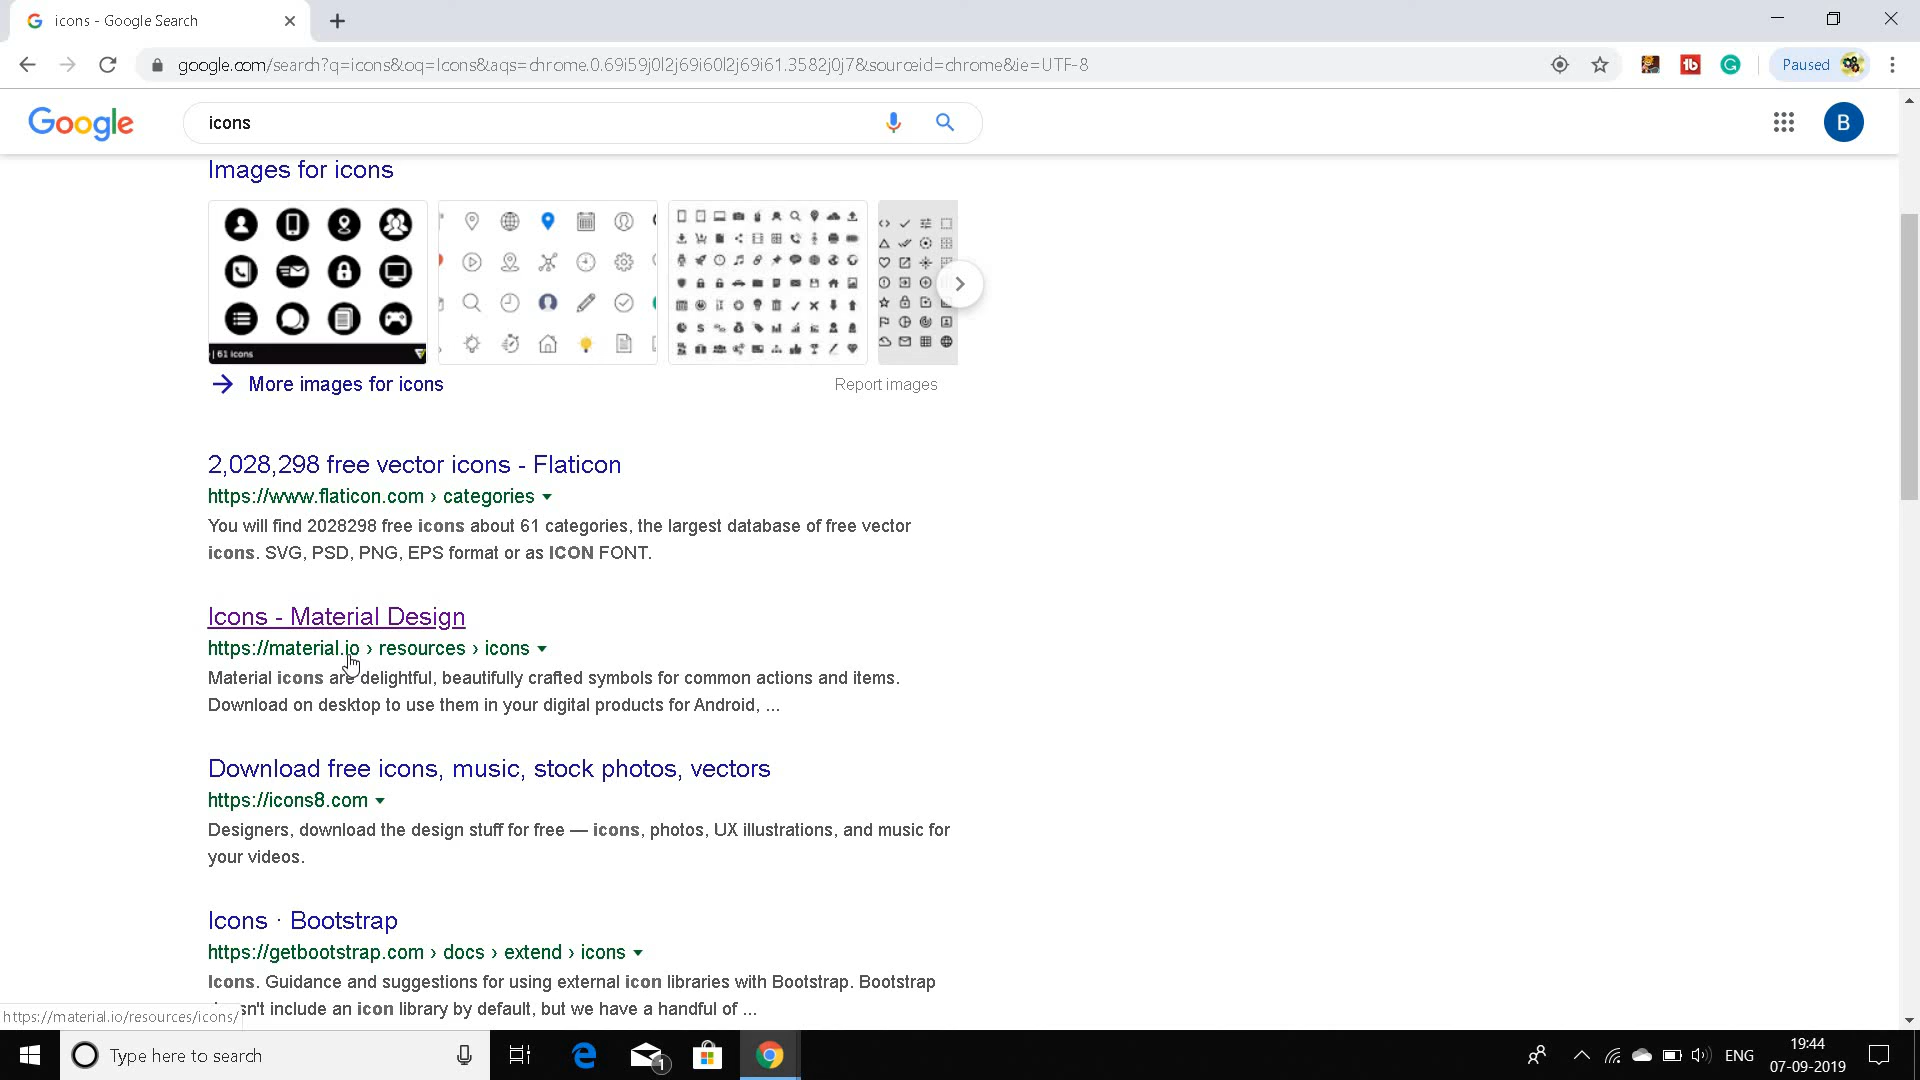 icons - Google Search
google.com/search?q=icons&oq=Icons&aqs=chrome.0.69i59j0l2j69i60l2j69i61.3582j0j7&sourceid=chrome&ie=UTF-8
Paused
Google
icons
B
Images for icons
| 61 icons
More images for icons
Report images
2,028,298 free vector icons - Flaticon
https://www.flaticon.com › categories
You will find 2028298 free icons about 61 categories, the largest database of free vector
icons. SVG, PSD, PNG, EPS format or as ICON FONT.
Icons - Material Design
https://material.io › resources › icons
Material icons are delightful, beautifully crafted symbols for common actions and items.
Download on desktop to use them in your digital products for Android, ...
Download free icons, music, stock photos, vectors
https://icons8.com
Designers, download the design stuff for free — icons, photos, UX illustrations, and music for
your videos.
Icons · Bootstrap
https://getbootstrap.com › docs › extend › icons
Icons. Guidance and suggestions for using external icon libraries with Bootstrap. Bootstrap
sn't include an icon library by default, but we have a handful of ...
https://material.io/resources/icons/
Type here to search
1
ENG
19:44
07-09-2019